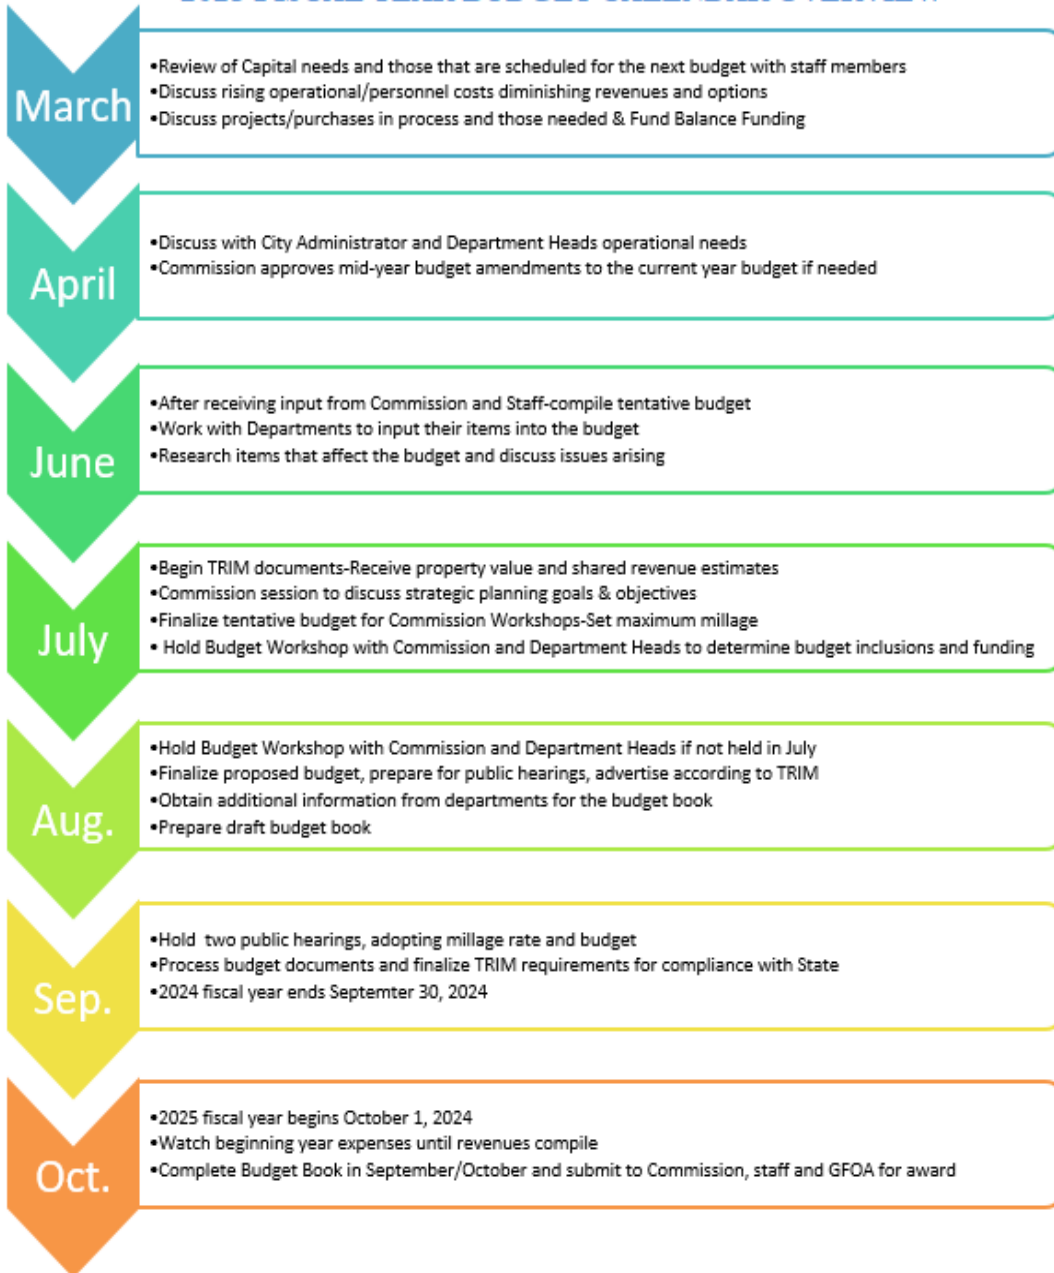 March
•Review of Capital needs and those that are scheduled for the next budget with staff members
•Discuss rising operational/personnel costs diminishing revenues and options
•Discuss projects/purchases in process and those needed & Fund Balance Funding
April
•Discuss with City Administrator and Department Heads operational needs
•Commission approves mid-year budget amendments to the current year budget if needed
June
•After receiving input from Commission and Staff-compile tentative budget
•Work with Departments to input their items into the budget
•Research items that affect the budget and discuss issues arising
July
•Begin TRIM documents-Receive property value and shared revenue estimates
•Commission session to discuss strategic planning goals & objectives
•Finalize tentative budget for Commission Workshops-Set maximum millage
• Hold Budget Workshop with Commission and Department Heads to determine budget inclusions and funding
Aug.
•Hold Budget Workshop with Commission and Department Heads if not held in July
•Finalize proposed budget, prepare for public hearings, advertise according to TRIM
•Obtain additional information from departments for the budget book
•Prepare draft budget book
Sep.
•Hold two public hearings, adopting millage rate and budget
•Process budget documents and finalize TRIM requirements for compliance with State
•2024 fiscal year ends Septemter 30, 2024
Oct.
•2025 fiscal year begins October 1, 2024
•Watch beginning year expenses until revenues compile
•Complete Budget Book in September/October and submit to Commission, staff and GFOA for award